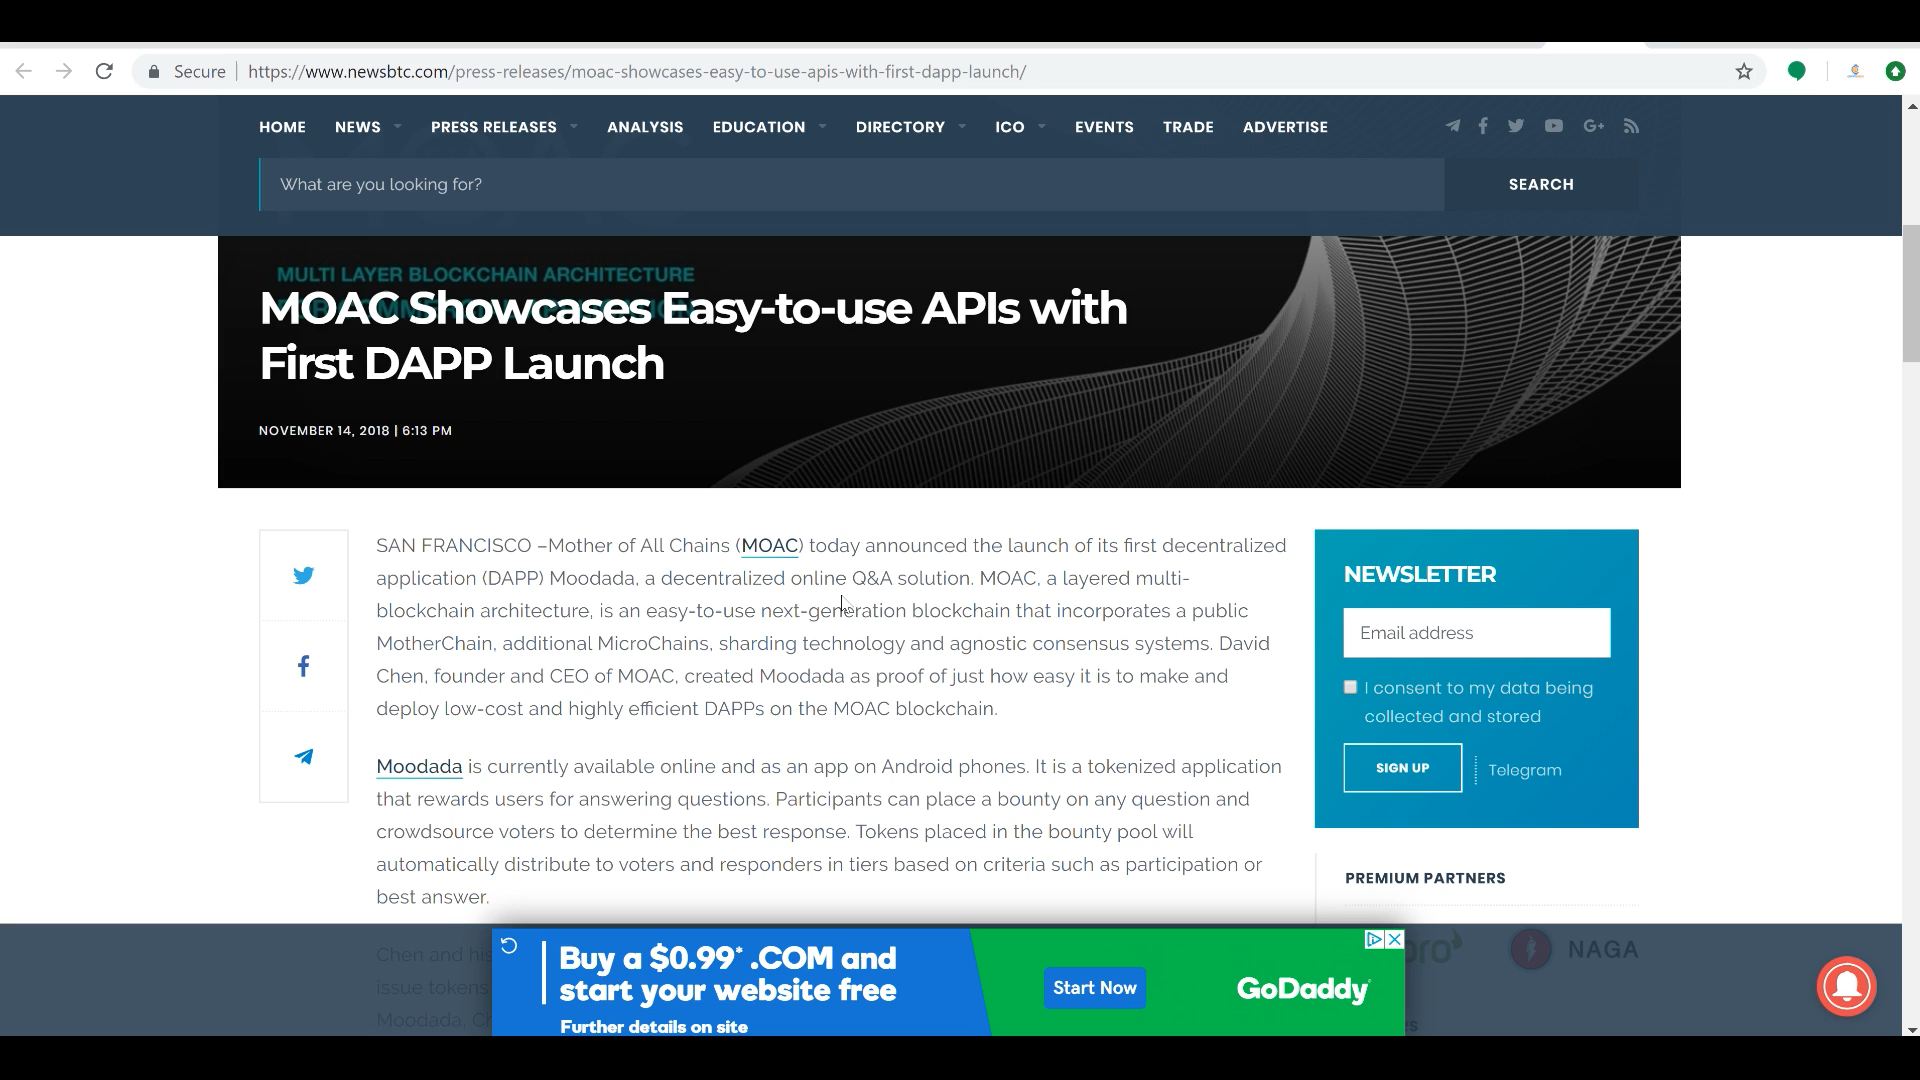 Secure
https://www.newsbtc.com/press-releases/moac-showcases-easy-to-use-apis-with-first-dapp-launch/
HOME NEWS PRESS RELEASES ANALYSIS EDUCATION DIRECTORY ICO EVENTS TRADE ADVERTISE
What are you looking for?
SEARCH
MULTI LAYER BLOCKCHAIN ARCHITECTURE
MOAC Showcases Easy-to-use APIs with
First DAPP Launch
NOVEMBER 14, 2018 | 6:13 PM
SAN FRANCISCO –Mother of All Chains (MOAC) today announced the launch of its first decentralized
application (DAPP) Moodada, a decentralized online Q&A solution. MOAC, a layered multi-
blockchain architecture, is an easy-to-use next-generation blockchain that incorporates a public
MotherChain, additional MicroChains, sharding technology and agnostic consensus systems. David
Chen, founder and CEO of MOAC, created Moodada as proof of just how easy it is to make and
deploy low-cost and highly efficient DAPPs on the MOAC blockchain.
Moodada is currently available online and as an app on Android phones. It is a tokenized application
that rewards users for answering questions. Participants can place a bounty on any question and
crowdsource voters to determine the best response. Tokens placed in the bounty pool will
automatically distribute to voters and responders in tiers based on criteria such as participation or
best answer.
Chen and his
issue tokens
Moodada, Ch
NEWSLETTER
Email address
I consent to my data being
collected and stored
SIGN UP
Telegram
PREMIUM PARTNERS
NAGA
Buy a $0.99* .COM and
start your website free
Further details on site
Start Now
GoDaddy